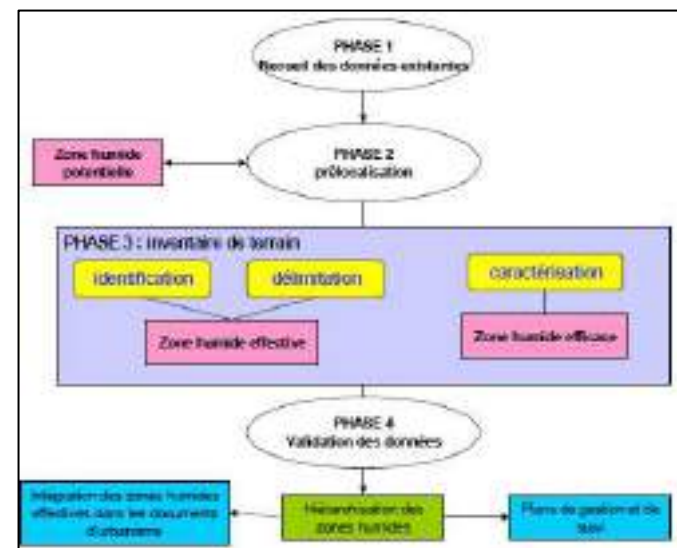 PHASE 1
Recueil des données existantes
PHASE 2
prélocalisation
Zone humide
potentielle
PHASE 3 : inventaire de terrain
identification
délimitation
caractérisation
Zone humide effective
Zone humide efficace
PHASE 4
Validation des données
Intégration des zones humides
effectives dans les documents
d'urbanisme
Hiérarchisation des
zones humides
Plans de gestion et de
suivi